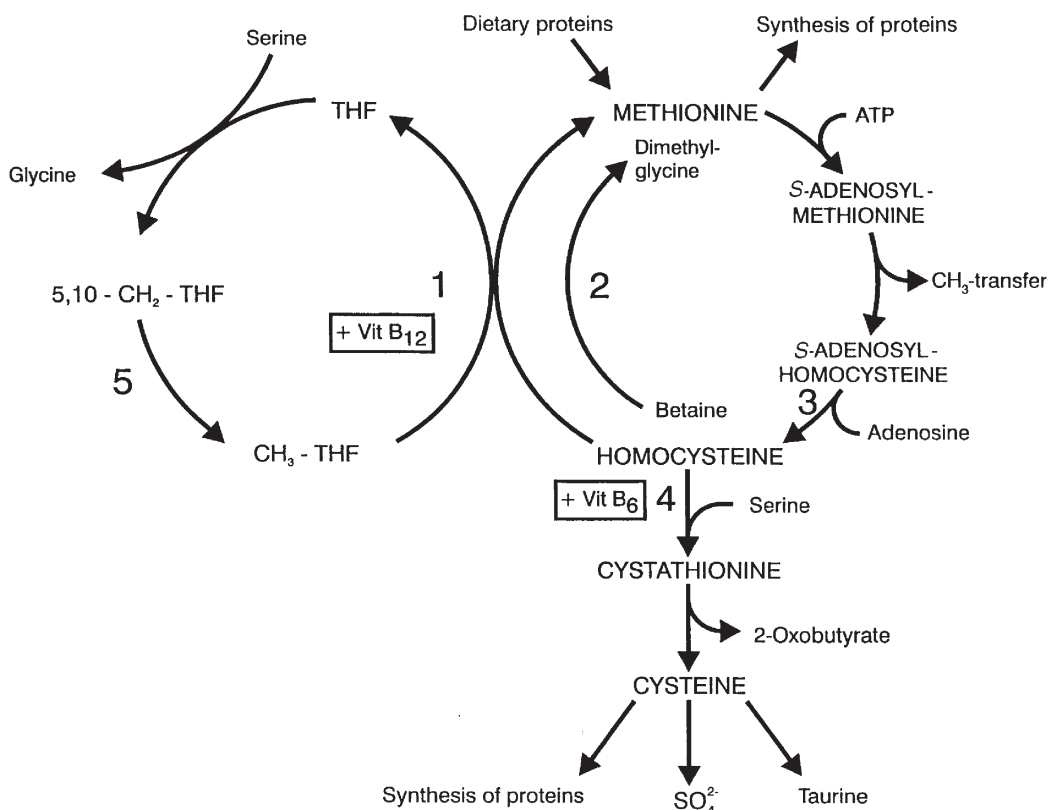 Serine
Dietary proteins
Synthesis of proteins
THF
METHIONINE
ATP
Dimethyl-
glycine
Glycine
S-ADENOSYL-
METHIONINE
5,10 - CH₂ - THF
1
2
CH₃-transfer
+ Vit B₁₂
S-ADENOSYL-
HOMOCYSTEINE
5
3
Betaine
Adenosine
CH₃ - THF
HOMOCYSTEINE
+ Vit B₆
4
Serine
CYSTATHIONINE
2-Oxobutyrate
CYSTEINE
Synthesis of proteins
SO₄²⁻
Taurine